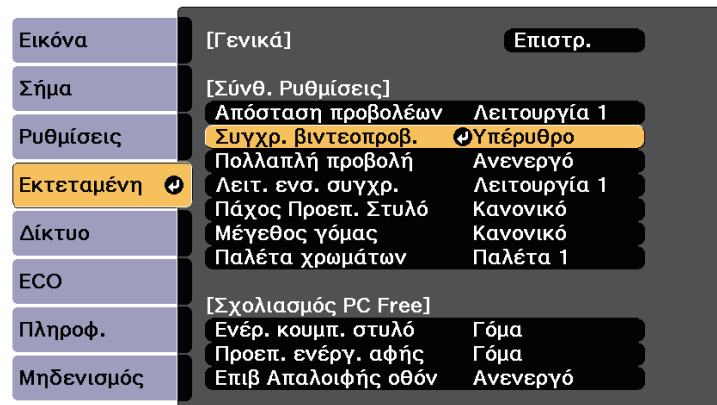 Εικόνα
Σήμα
Ρυθμίσεις
Εκτεταμένη
Δίκτυο
ECO
Πληροφ.
Μηδενισμός
[Γενικά] Επιστρ.
[Σύνθ. Ρυθμίσεις]
Απόσταση προβολέων Λειτουργία 1
Συγχρ. βιντεοπροβ. Υπέρυθρο
Πολλαπλή προβολή Ανενεργό
Λειτ. ενσ. συγχρ. Λειτουργία 1
Πάχος Προεπ. Στυλό Κανονικό
Μέγεθος γόμας Κανονικό
Παλέτα χρωμάτων Παλέτα 1
[Σχολιασμός PC Free]
Ενέρ. κουμπ. στυλό Γόμα
Προεπ. ενέργ. αφής Γόμα
Επιβ Απαλοιφής οθόν Ανενεργό